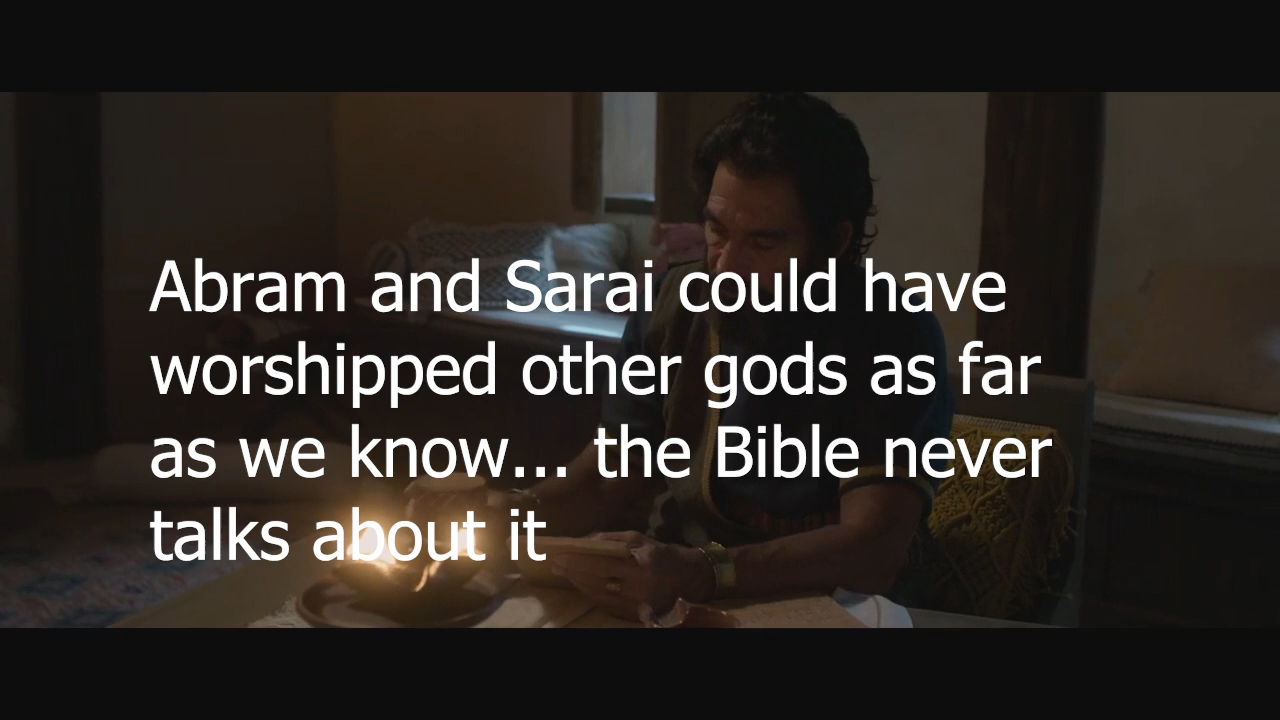 Abram and Sarai could have
worshipped other gods as far
as we know... the Bible never
talks about it